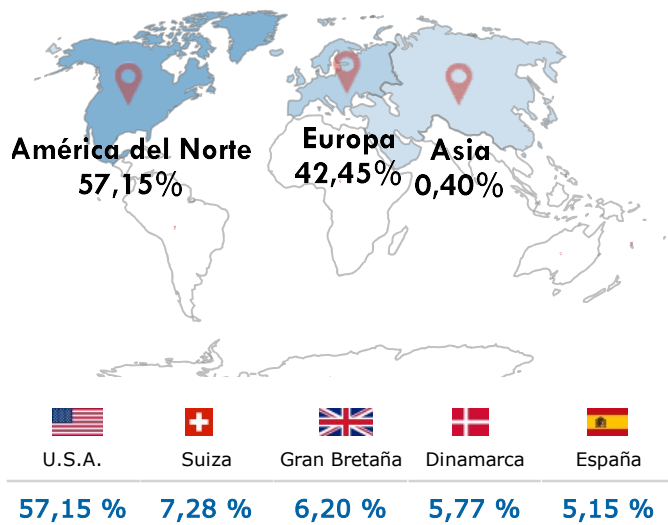 América del Norte
57,15%
Europa
42,45%
Asia
0,40%
U.S.A.
Suiza
Gran Bretaña
Dinamarca
España
57,15 %
7,28 %
6,20 %
5,77 %
5,15 %